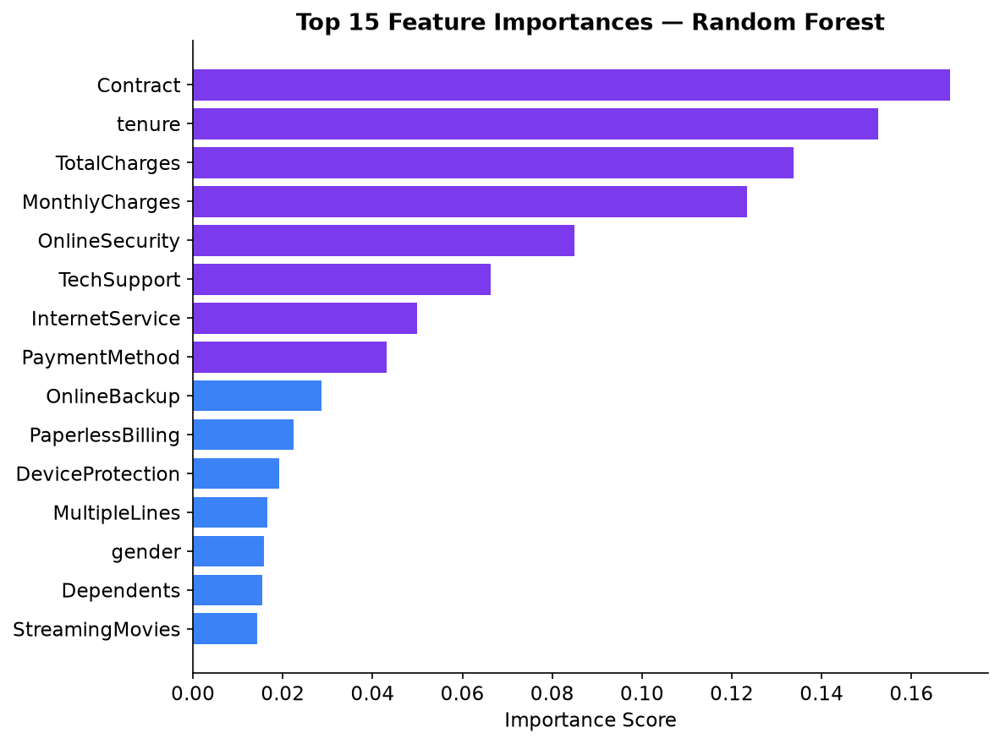 Top 15 Feature Importances — Random Forest
Contract
tenure
TotalCharges
MonthlyCharges
OnlineSecurity
TechSupport
InternetService
PaymentMethod
OnlineBackup
PaperlessBilling
DeviceProtection
MultipleLines
gender
Dependents
StreamingMovies
0.00 0.02 0.04 0.06 0.08 0.10 0.12 0.14 0.16
Importance Score